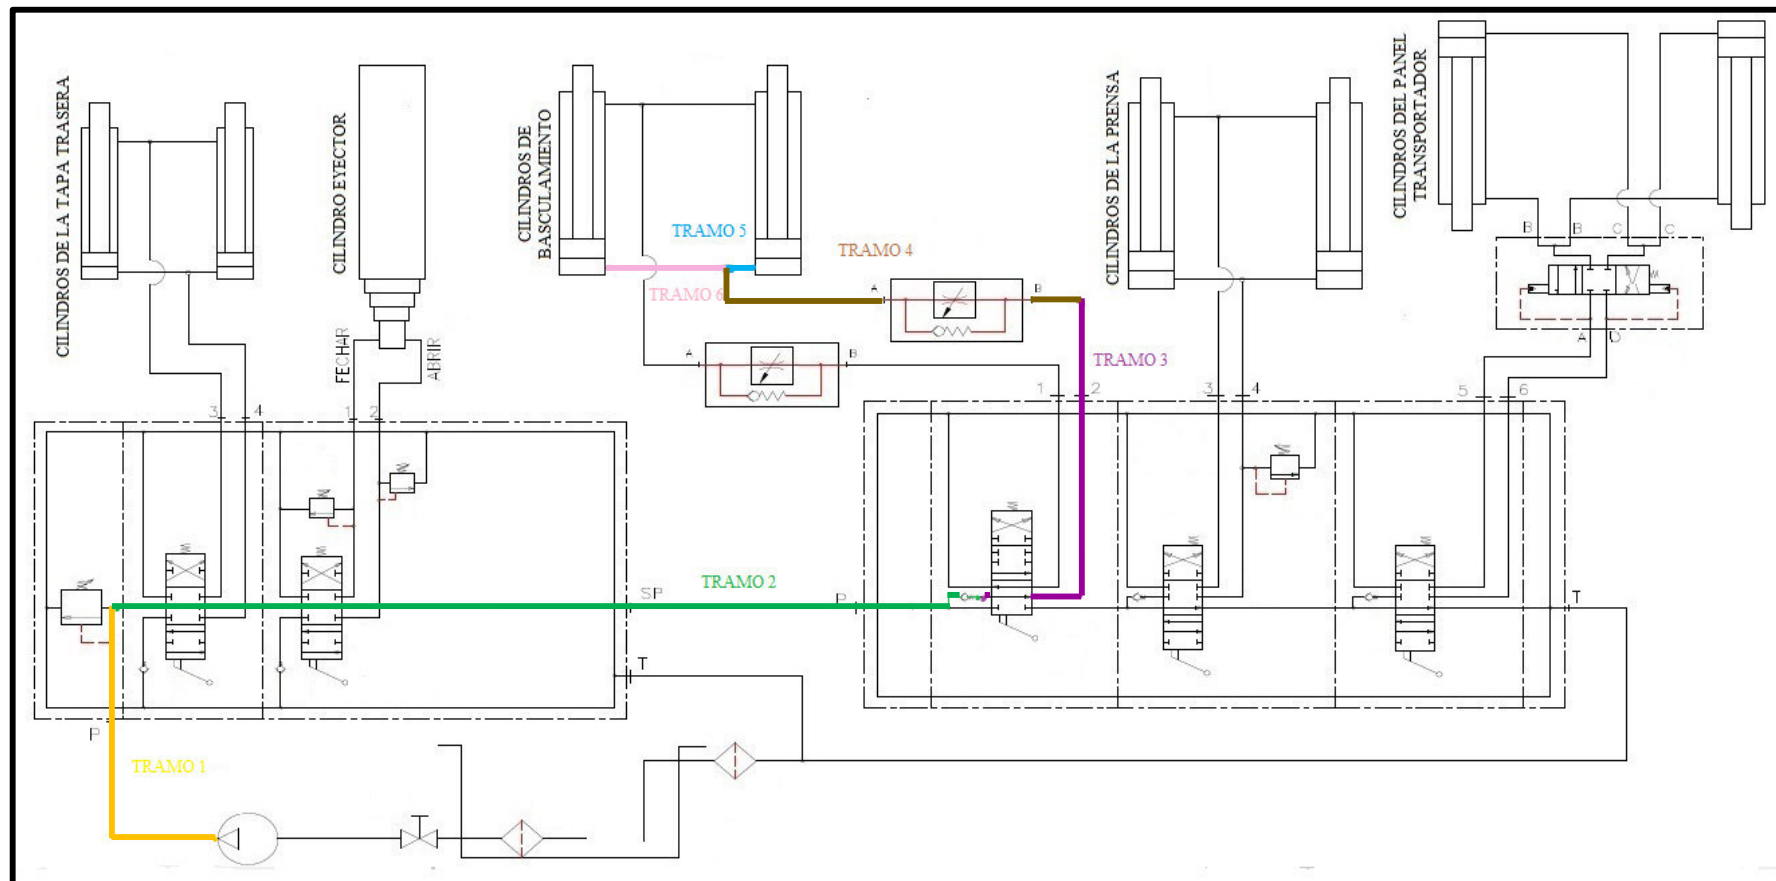 CILINDROS DE LA TAPA TRASERA
CILINDRO EYECTOR
CILINDROS DE
BASCULAMIENTO
CILINDROS DE LA PRENSA
CILINDROS DEL PANEL
TRANSPORTADOR
TRAMO 5
TRAMO 4
TRAMO 6
TRAMO 3
B
B
C
C
A
D
A
B
A
B
FECHAR
ABRIR
3
4
1
2
1
2
3
4
5
6
TRAMO 2
SP
P
T
T
P
TRAMO 1